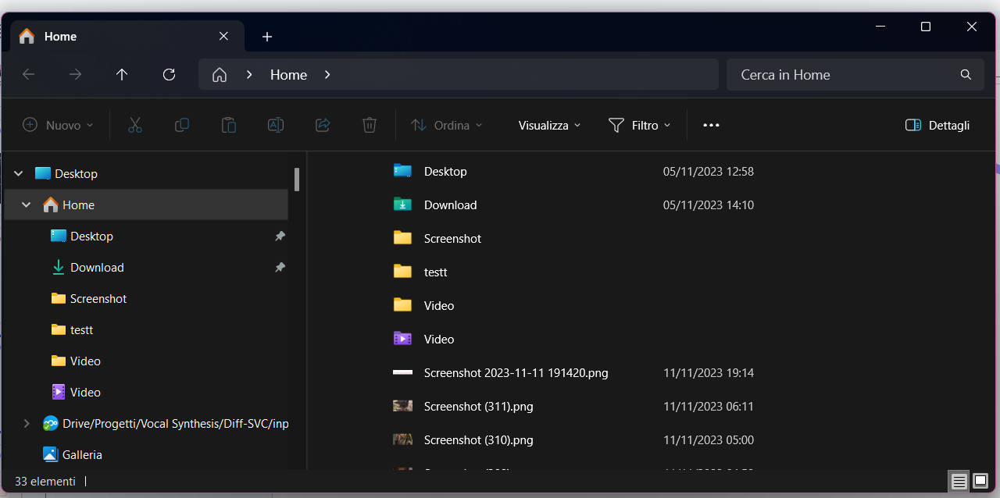 Home
Home
Cerca in Home
Nuovo
Ordina
Visualizza
Filtro
Dettagli
Desktop
Home
Desktop
Download
Screenshot
testt
Video
Video
Drive/Progetti/Vocal Synthesis/Diff-SVC/inp
Galleria
Desktop 05/11/2023 12:58
Download 05/11/2023 14:10
Screenshot
testt
Video
Video
Screenshot 2023-11-11 191420.png 11/11/2023 19:14
Screenshot (311).png 11/11/2023 06:11
Screenshot (310).png 11/11/2023 05:00
33 elementi